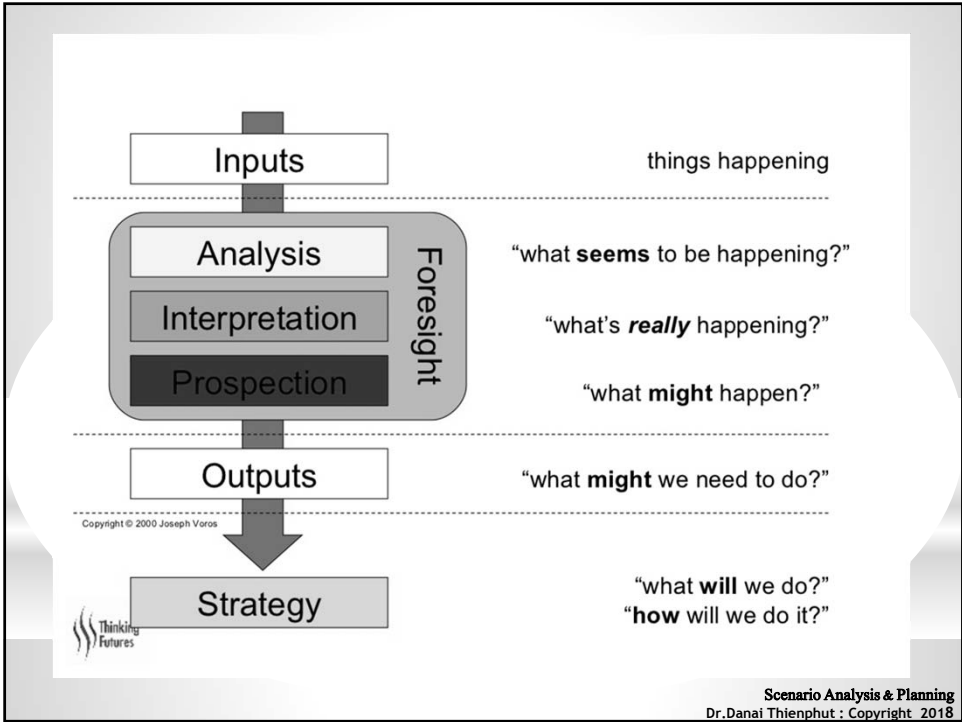 Inputs
things happening
Analysis
“what seems to be happening?”
Interpretation
“what’s really happening?”
Prospection
“what might happen?”
Foresight
Outputs
“what might we need to do?”
Copyright © 2000 Joseph Voros
Strategy
“what will we do?”
“how will we do it?”
Thinking
Futures
Scenario Analysis & Planning
Dr.Danai Thienphut : Copyright 2018